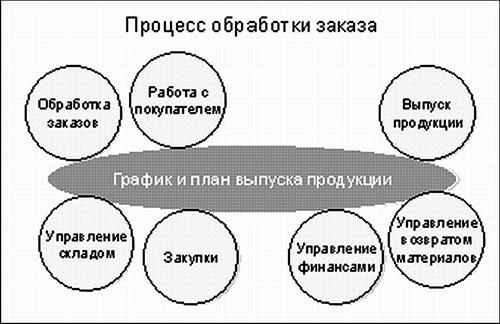 Процесс обработки заказа
Обработка
заказов
Работа с
покупателем
Выпуск
продукции
График и план выпуска продукции
Управление
складом
Закупки
Управление
финансами
Управление
возвратом
материалов